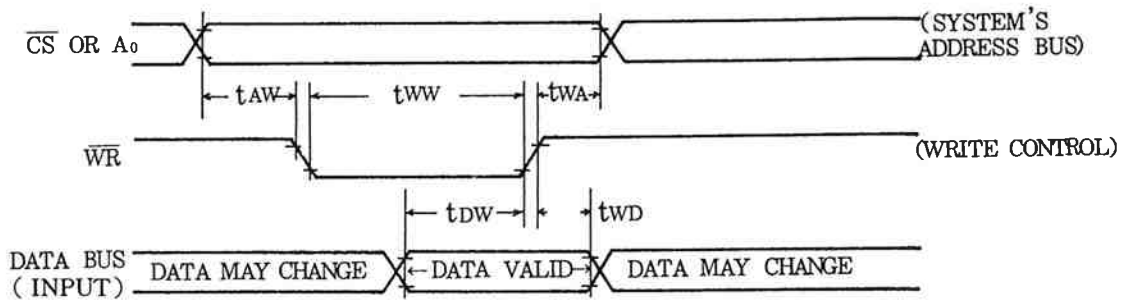 CS OR A0
(SYSTEM'S
ADDRESS BUS)
tAW
tWW
tWA
WR
(WRITE CONTROL)
tDW
tWD
DATA BUS
( INPUT)
DATA MAY CHANGE
DATA VALID
DATA MAY CHANGE